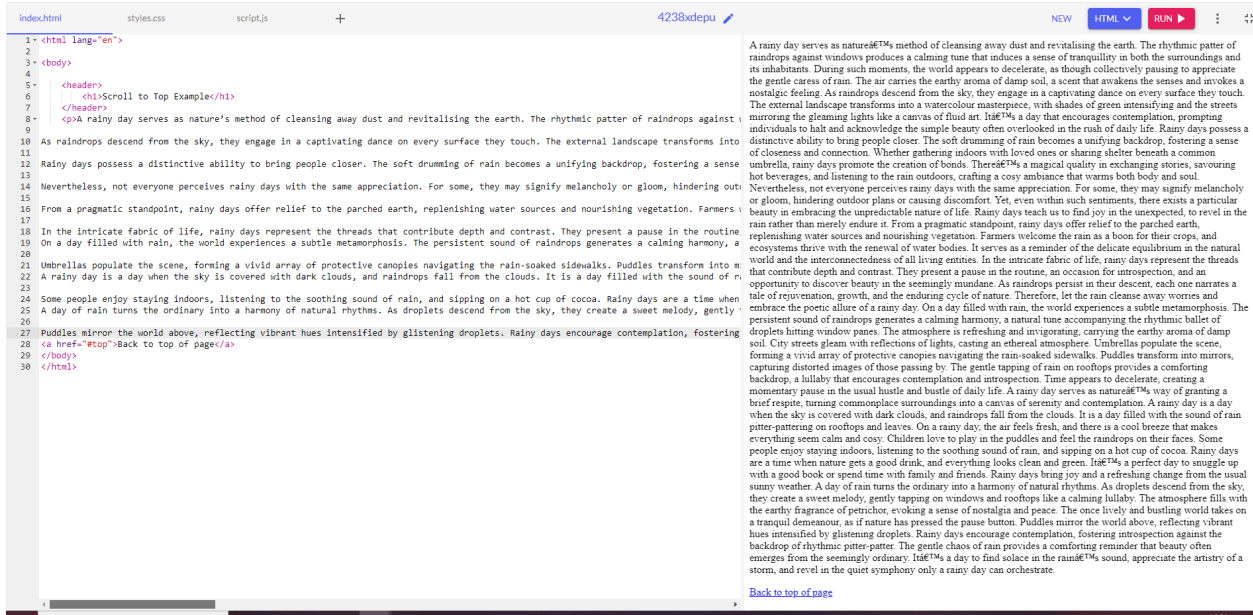 index.html styles.css script.js + 4238xdepu NEW HTML RUN
1 <html lang="en">
2
3 <body>
4
5 <header>
6 <h1>Scroll to Top Example</h1>
7 </header>
8 <p>A rainy day serves as nature’s method of cleansing away dust and revitalising the earth. The rhythmic patter of raindrops against
9
10 As raindrops descend from the sky, they engage in a captivating dance on every surface they touch. The external landscape transforms into
11
12 Rainy days possess a distinctive ability to bring people closer. The soft drumming of rain becomes a unifying backdrop, fostering a sense
13
14 Nevertheless, not everyone perceives rainy days with the same appreciation. For some, they may signify melancholy or gloom, hindering out
15
16 From a pragmatic standpoint, rainy days offer relief to the parched earth, replenishing water sources and nourishing vegetation. Farmers
17
18 In the intricate fabric of life, rainy days represent the threads that contribute depth and contrast. They present a pause in the routine
19 On a day filled with rain, the world experiences a subtle metamorphosis. The persistent sound of raindrops generates a calming harmony, a
20
21 Umbrellas populate the scene, forming a vivid array of protective canopies navigating the rain-soaked sidewalks. Puddles transform into
22 A rainy day is a day when the sky is covered with dark clouds, and raindrops fall from the clouds. It is a day filled with the sound of
23
24 Some people enjoy staying indoors, listening to the soothing sound of rain, and sipping on a hot cup of cocoa. Rainy days are a time when
25 A day of rain turns the ordinary into a harmony of natural rhythms. As droplets descend from the sky, they create a sweet melody, gently
26
27 Puddles mirror the world above, reflecting vibrant hues intensified by glistening droplets. Rainy days encourage contemplation, fostering
28 <a href="#top">Back to top of page</a>
29 </body>
30 </html>
A rainy day serves as natureâ€™s method of cleansing away dust and revitalising the earth. The rhythmic patter of
raindrops against windows produces a calming tune that induces a sense of tranquillity in both the surroundings and
its inhabitants. During such moments, the world appears to decelerate, as though collectively pausing to appreciate
the gentle caress of rain. The air carries the earthy aroma of damp soil, a scent that awakens the senses and invokes a
nostalgic feeling. As raindrops descend from the sky, they engage in a captivating dance on every surface they touch.
The external landscape transforms into a watercolour masterpiece, with shades of green intensifying and the streets
mirroring the gleaming lights like a canvas of fluid art. Itâ€™s a day that encourages contemplation, prompting
individuals to halt and acknowledge the simple beauty often overlooked in the rush of daily life. Rainy days possess a
distinctive ability to bring people closer. The soft drumming of rain becomes a unifying backdrop, fostering a sense
of closeness and connection. Whether gathering indoors with loved ones or sharing shelter beneath a common
umbrella, rainy days promote the creation of bonds. Thereâ€™s a magical quality in exchanging stories, savouring
hot beverages, and listening to the rain outdoors, crafting a cosy ambiance that warms both body and soul.
Nevertheless, not everyone perceives rainy days with the same appreciation. For some, they may signify melancholy
or gloom, hindering outdoor plans or causing discomfort. Yet, even within such sentiments, there exists a particular
beauty in embracing the unpredictable nature of life. Rainy days teach us to find joy in the unexpected, to revel in the
rain rather than merely endure it. From a pragmatic standpoint, rainy days offer relief to the parched earth,
replenishing water sources and nourishing vegetation. Farmers welcome the rain as a boon for their crops, and
ecosystems thrive with the renewal of water bodies. It serves as a reminder of the delicate equilibrium in the natural
world and the interconnectedness of all living entities. In the intricate fabric of life, rainy days represent the threads
that contribute depth and contrast. They present a pause in the routine, an occasion for introspection, and an
opportunity to discover beauty in the seemingly mundane. As raindrops persist in their descent, each one narrates a
tale of rejuvenation, growth, and the enduring cycle of nature. Therefore, let the rain cleanse away worries and
embrace the poetic allure of a rainy day. On a day filled with rain, the world experiences a subtle metamorphosis. The
persistent sound of raindrops generates a calming harmony, a natural tune accompanying the rhythmic ballet of
droplets hitting window panes. The atmosphere is refreshing and invigorating, carrying the earthy aroma of damp
soil. City streets gleam with reflections of lights, casting an ethereal atmosphere. Umbrellas populate the scene,
forming a vivid array of protective canopies navigating the rain-soaked sidewalks. Puddles transform into mirrors,
capturing distorted images of those passing by. The gentle tapping of rain on rooftops provides a comforting
backdrop, a lullaby that encourages contemplation and introspection. Time appears to decelerate, creating a
momentary pause in the usual hustle and bustle of daily life. A rainy day serves as natureâ€™s way of granting a
brief respite, turning commonplace surroundings into a canvas of serenity and contemplation. A rainy day is a day
when the sky is covered with dark clouds, and raindrops fall from the clouds. It is a day filled with the sound of rain
pitter-pattering on rooftops and leaves. On a rainy day, the air feels fresh, and there is a cool breeze that makes
everything seem calm and cosy. Children love to play in the puddles and feel the raindrops on their faces. Some
people enjoy staying indoors, listening to the soothing sound of rain, and sipping on a hot cup of cocoa. Rainy days
are a time when nature gets a good drink, and everything looks clean and green. Itâ€™s a perfect day to snuggle up
with a good book or spend time with family and friends. Rainy days bring joy and a refreshing change from the usual
sunny weather. A day of rain turns the ordinary into a harmony of natural rhythms. As droplets descend from the sky,
they create a sweet melody, gently tapping on windows and rooftops like a calming lullaby. The atmosphere fills with
the earthy fragrance of petrichor, evoking a sense of nostalgia and peace. The once lively and bustling world takes on
a tranquil demeanour, as if nature has pressed the pause button. Puddles mirror the world above, reflecting vibrant
hues intensified by glistening droplets. Rainy days encourage contemplation, fostering introspection against the
backdrop of rhythmic pitter-patter. The gentle chaos of rain provides a comforting reminder that beauty often
emerges from the seemingly ordinary. Itâ€™s a day to find solace in the rainâ€™s sound, appreciate the artistry of a
storm, and revel in the quiet symphony only a rainy day can orchestrate.
Back to top of page